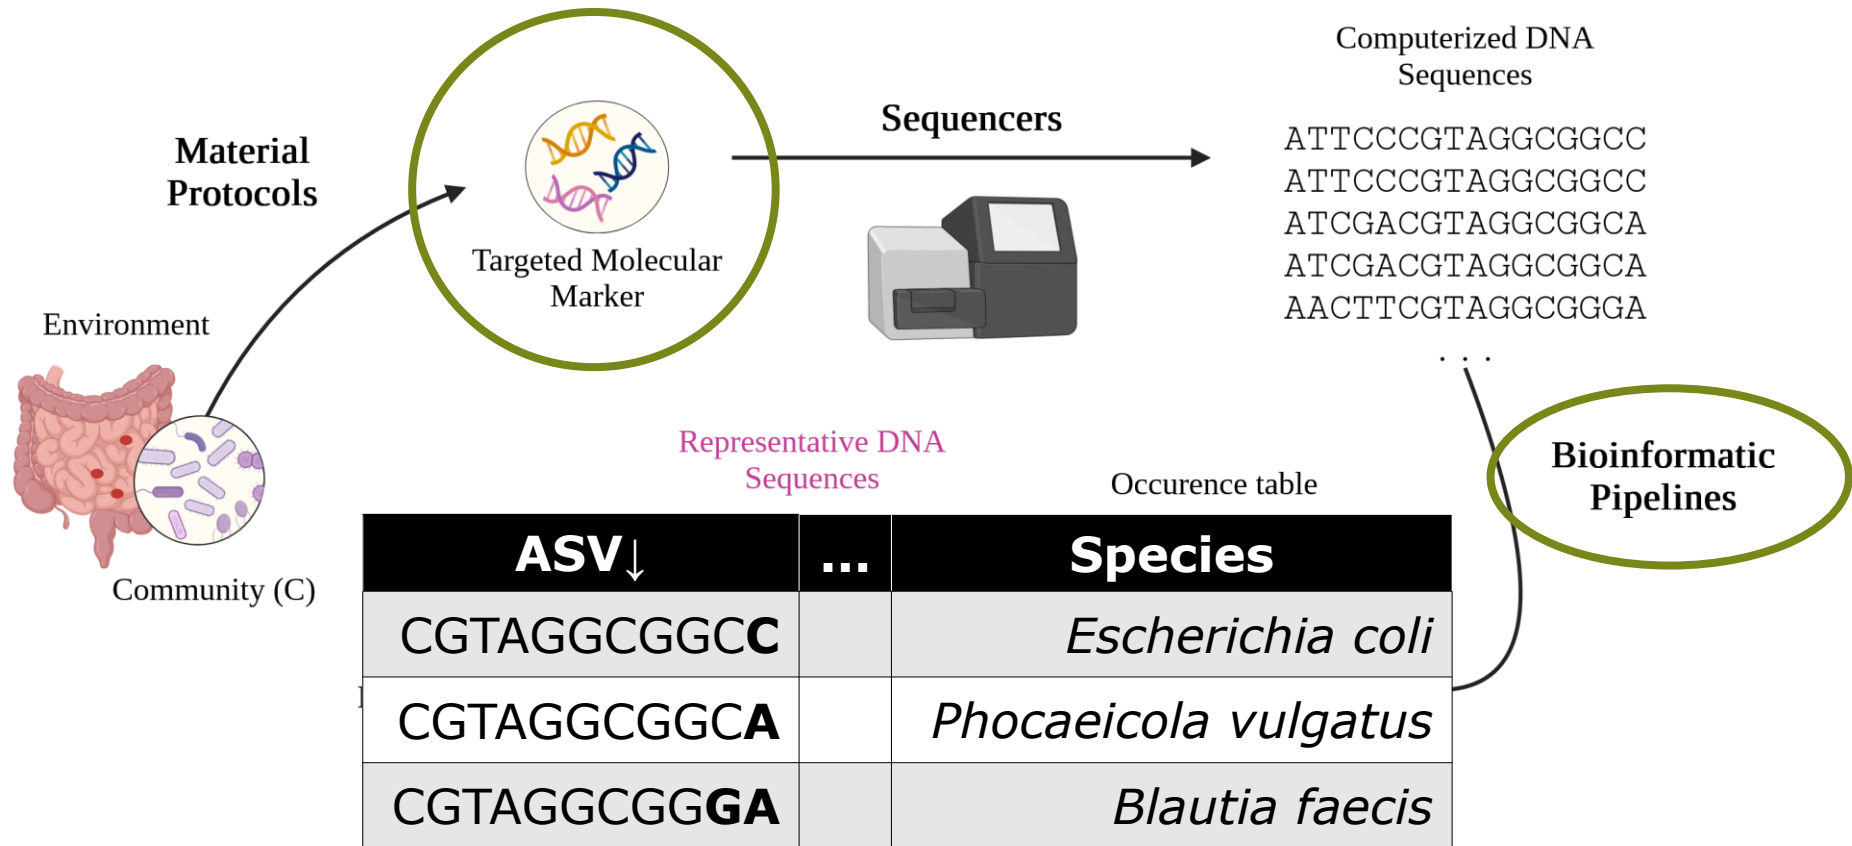 Computerized DNA
Sequences
Sequencers
Material
Protocols
ATTCCCGTAGGCGGCC
ATTCCCGTAGGCGGCC
ATCGACGTAGGCGGCA
ATCGACGTAGGCGGCA
AACTTCGTAGGCGGGA
...
Targeted Molecular
Marker
Environment
Community (C)
Bioinformatic
Pipelines
Representative DNA
Sequences
Occurence table
ASV↓ ... Species
CGTAGGCGGCC Escherichia coli
CGTAGGCGGCA Phocaeicola vulgatus
CGTAGGCGGGA Blautia faecis